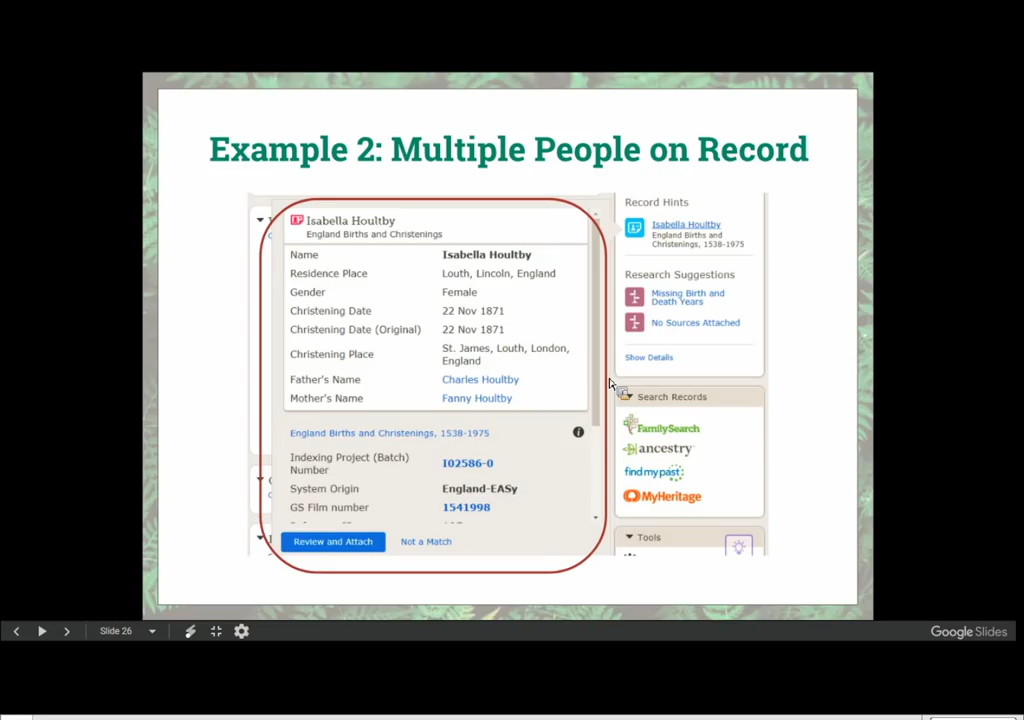 Example 2: Multiple People on Record
Isabella Houltby
England Births and Christenings
Name Isabella Houltby
Residence Place Louth, Lincoln, England
Gender Female
Christening Date 22 Nov 1871
Christening Date (Original) 22 Nov 1871
Christening Place St. James, Louth, London,
England
Father's Name Charles Houltby
Mother's Name Fanny Houltby
England Births and Christenings, 1538-1975
Indexing Project (Batch)
Number I02586-0
System Origin England-EASy
GS Film number 1541998
Review and Attach Not a Match
Record Hints
Isabella Houltby
England Births and
Christenings, 1538-1975
Research Suggestions
Missing Birth and
Death Years
No Sources Attached
Show Details
Search Records
FamilySearch
ancestry
findmypast
MyHeritage
Tools
Slide 26
Google Slides